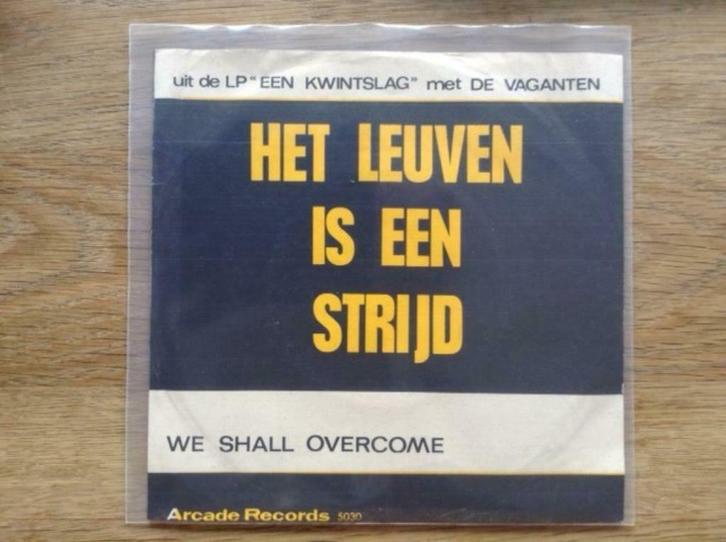 uit de LP "EEN KWINTSLAG" met DE VAGANTEN
HET LEUVEN
IS EEN
STRIJD
WE SHALL OVERCOME
Arcade Records 5030